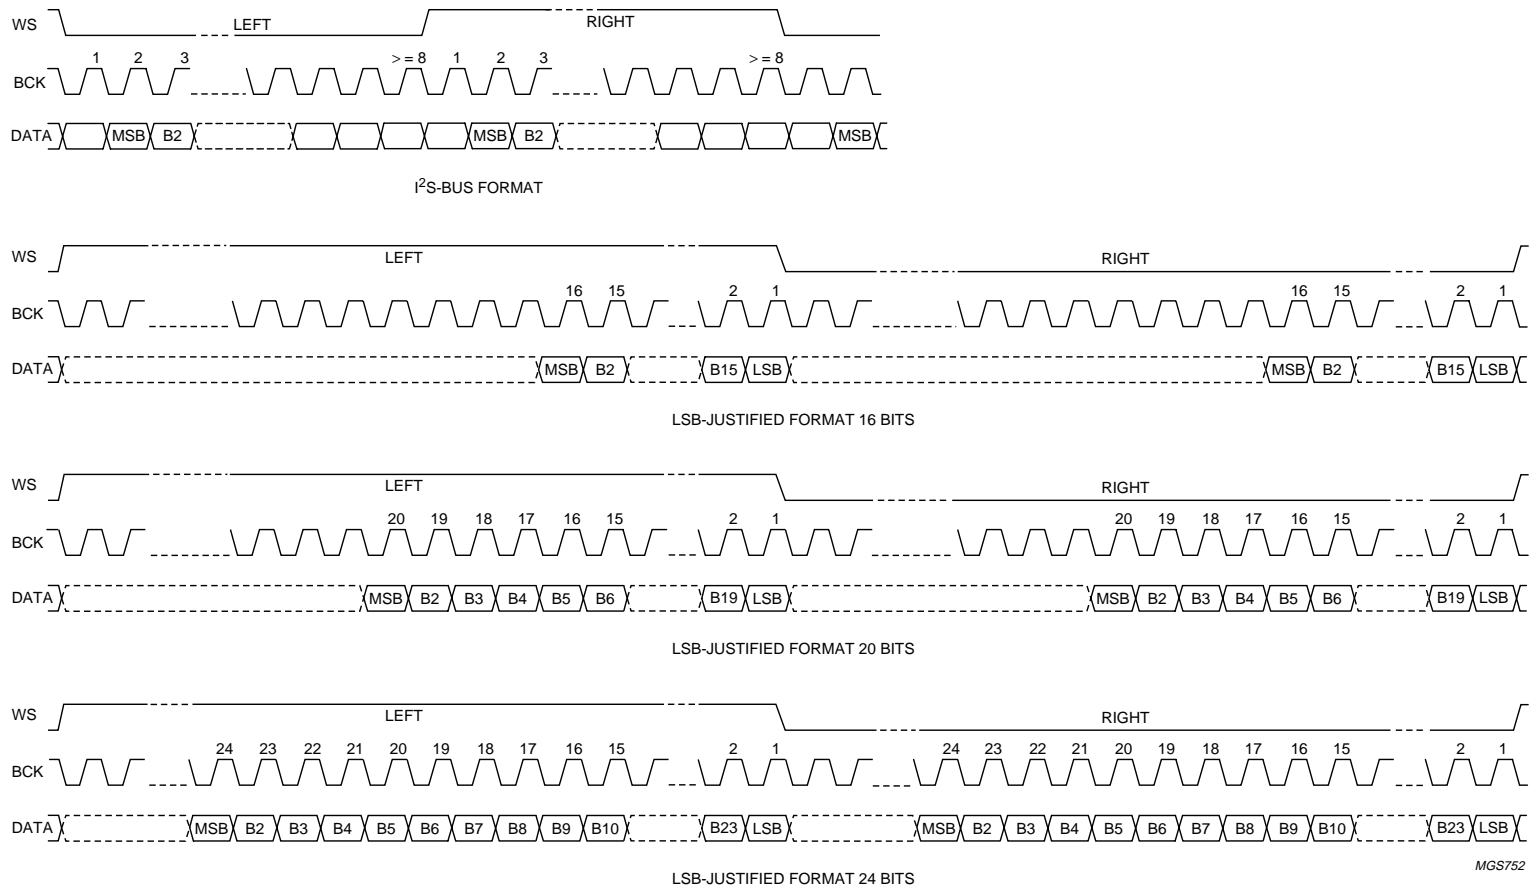 WS LEFT RIGHT
1 2 3 > = 8 1 2 3 > = 8
BCK
DATA MSB B2 MSB B2 MSB
I²S-BUS FORMAT
WS LEFT RIGHT
16 15 2 1 16 15 2 1
BCK
DATA MSB B2 B15 LSB MSB B2 B15 LSB
LSB-JUSTIFIED FORMAT 16 BITS
WS LEFT RIGHT
20 19 18 17 16 15 2 1 20 19 18 17 16 15 2 1
BCK
DATA MSB B2 B3 B4 B5 B6 B19 LSB MSB B2 B3 B4 B5 B6 B19 LSB
LSB-JUSTIFIED FORMAT 20 BITS
WS LEFT RIGHT
24 23 22 21 20 19 18 17 16 15 2 1 24 23 22 21 20 19 18 17 16 15 2 1
BCK
DATA MSB B2 B3 B4 B5 B6 B7 B8 B9 B10 B23 LSB MSB B2 B3 B4 B5 B6 B7 B8 B9 B10 B23 LSB
MGS752
LSB-JUSTIFIED FORMAT 24 BITS